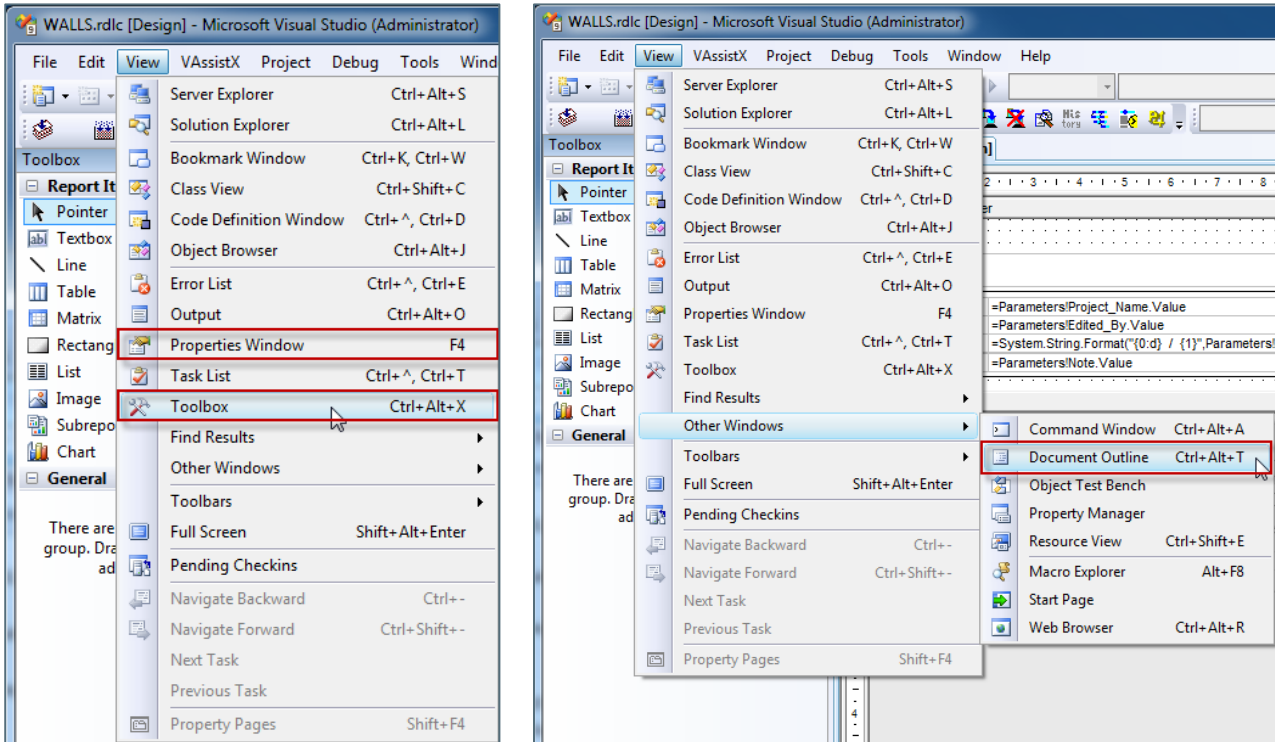 WALLS.rdlc [Design] - Microsoft Visual Studio (Administrator)
File Edit View VAssistX Project Debug Tools Wind
Toolbox
Report It
Pointer
Textbox
Line
Table
Matrix
Rectang
List
Image
Subrepo
Chart
General
There are
group. Dra
ad
Server Explorer Ctrl+Alt+S
Solution Explorer Ctrl+Alt+L
Bookmark Window Ctrl+K, Ctrl+W
Class View Ctrl+Shift+C
Code Definition Window Ctrl+^, Ctrl+D
Object Browser Ctrl+Alt+J
Error List Ctrl+^, Ctrl+E
Output Ctrl+Alt+O
Properties Window F4
Task List Ctrl+^, Ctrl+T
Toolbox Ctrl+Alt+X
Find Results
Other Windows
Toolbars
Full Screen Shift+Alt+Enter
Pending Checkins
Navigate Backward Ctrl+-
Navigate Forward Ctrl+Shift+-
Next Task
Previous Task
Property Pages Shift+F4
WALLS.rdlc [Design] - Microsoft Visual Studio (Administrator)
File Edit View VAssistX Project Debug Tools Window Help
His
tory
Toolbox
Report It
Pointer
Textbox
Line
Table
Matrix
Rectang
List
Image
Subrepo
Chart
General
There are
group. Dra
ad
Server Explorer Ctrl+Alt+S
Solution Explorer Ctrl+Alt+L
Bookmark Window Ctrl+K, Ctrl+W
Class View Ctrl+Shift+C
Code Definition Window Ctrl+^, Ctrl+D
Object Browser Ctrl+Alt+J
Error List Ctrl+^, Ctrl+E
Output Ctrl+Alt+O
Properties Window F4
Task List Ctrl+^, Ctrl+T
Toolbox Ctrl+Alt+X
Find Results
Other Windows
Toolbars
Full Screen Shift+Alt+Enter
Pending Checkins
Navigate Backward Ctrl+-
Navigate Forward Ctrl+Shift+-
Next Task
Previous Task
Property Pages Shift+F4
n]
2 3 4 5 6 7 8
er
=Parameters!Project_Name.Value
=Parameters!Edited_By.Value
=System.String.Format("{0:d} / {1}",Parameters!
=Parameters!Note.Value
Command Window Ctrl+Alt+A
Document Outline Ctrl+Alt+T
Object Test Bench
Property Manager
Resource View Ctrl+Shift+E
Macro Explorer Alt+F8
Start Page
Web Browser Ctrl+Alt+R
4